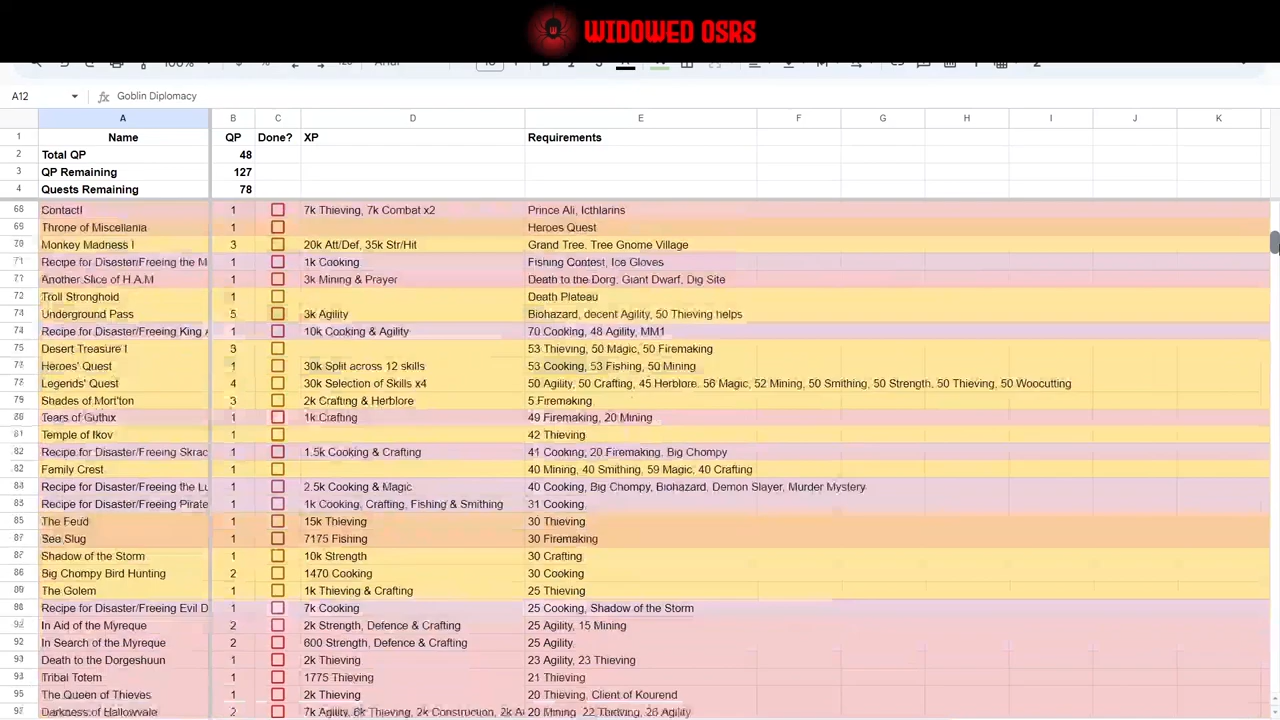 WIDOWED OSRS
A12 fx Goblin Diplomacy
A B C D E F G H I J K
1 Name QP Done? XP Requirements
2 Total QP 48
3 QP Remaining 127
4 Quests Remaining 78
68 Contact! 1 7k Thieving, 7k Combat x2 Prince Ali, Icthlarins
69 Throne of Miscellania 1 Heroes Quest
Monkey Madness I 3 20k Att/Def, 35k Str/Hit Grand Tree, Tree Gnome Village
Recipe for Disaster/Freeing the M 1 1k Cooking Fishing Contest, Ice Gloves
Another Slice of H.A.M 1 3k Mining & Prayer Death to the Dorg, Giant Dwarf, Dig Site
72 Troll Stronghold 1 Death Plateau
74 Underground Pass 5 3k Agility Biohazard, decent Agility, 50 Thieving helps
74 Recipe for Disaster/Freeing King 1 10k Cooking & Agility 70 Cooking, 48 Agility, MM1
75 Desert Treasure I 3 53 Thieving, 50 Magic, 50 Firemaking
Heroes' Quest 1 30k Split across 12 skills 53 Cooking, 53 Fishing, 50 Mining
Legends' Quest 4 30k Selection of Skills x4 50 Agility, 50 Crafting, 45 Herblore, 56 Magic, 52 Mining, 50 Smithing, 50 Strength, 50 Thieving, 50 Woocutting
79 Shades of Mort'ton 3 2k Crafting & Herblore 5 Firemaking
Tears of Guthix 1 1k Crafting 49 Firemaking, 20 Mining
81 Temple of Ikov 1 42 Thieving
82 Recipe for Disaster/Freeing Skrac 1 1.5k Cooking & Crafting 41 Cooking, 20 Firemaking, Big Chompy
82 Family Crest 1 40 Mining, 40 Smithing, 59 Magic, 40 Crafting
Recipe for Disaster/Freeing the Lu 1 2.5k Cooking & Magic 40 Cooking, Big Chompy, Biohazard, Demon Slayer, Murder Mystery
Recipe for Disaster/Freeing Pirate 1 1k Cooking, Crafting, Fishing & Smithing 31 Cooking
85 The Feud 1 15k Thieving 30 Thieving
Sea Slug 1 7175 Fishing 30 Firemaking
Shadow of the Storm 1 10k Strength 30 Crafting
Big Chompy Bird Hunting 2 1470 Cooking 30 Cooking
The Golem 1 1k Thieving & Crafting 25 Thieving
Recipe for Disaster/Freeing Evil D 1 7k Cooking 25 Cooking, Shadow of the Storm
In Aid of the Myreque 2 2k Strength, Defence & Crafting 25 Agility, 15 Mining
92 In Search of the Myreque 2 600 Strength, Defence & Crafting 25 Agility
93 Death to the Dorgeshuun 1 2k Thieving 23 Agility, 23 Thieving
Tribal Totem 1 1775 Thieving 21 Thieving
95 The Queen of Thieves 1 2k Thieving 20 Thieving, Client of Kourend
Darkness of Hallowvale 2 7k Agility, 6k Thieving, 2k Construction, 2k 20 Mining, 22 Thieving, 26 Agility